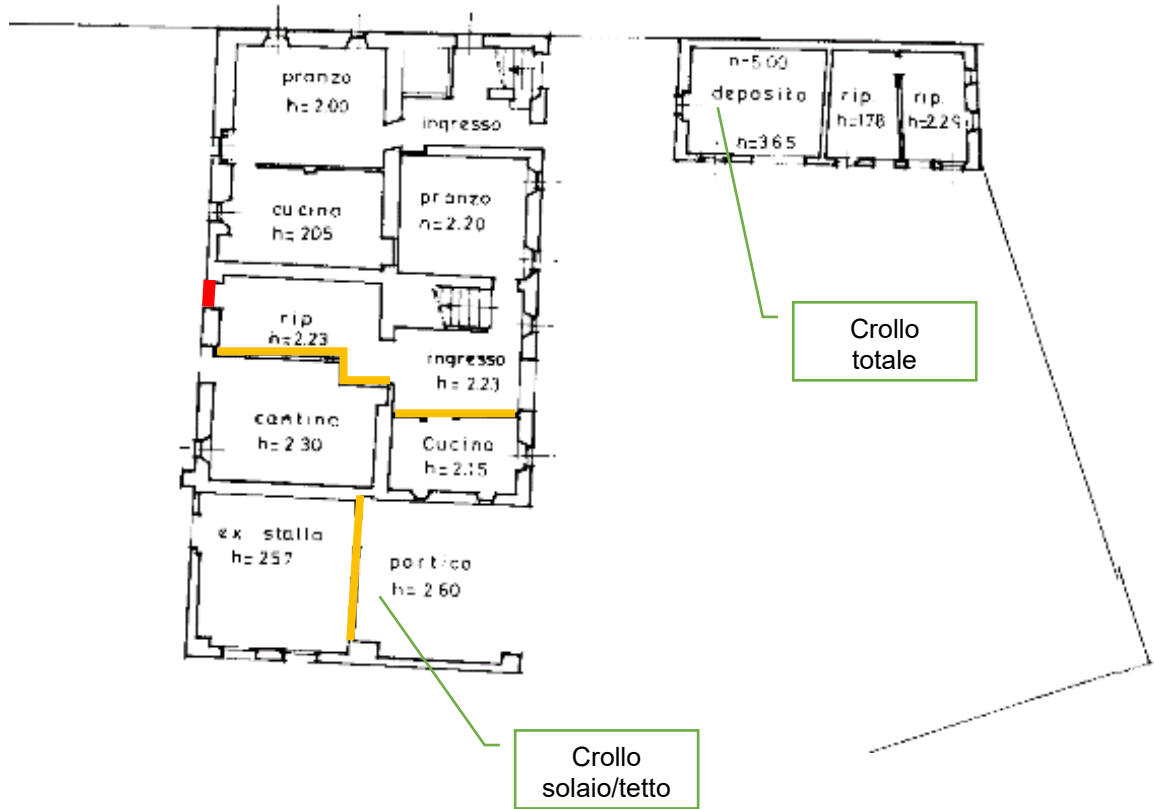 pranzo
h=2.00
ingresso
cucina
h=205
pranzo
h=2.20
rip.
h=2.23
ingresso
h=2.23
cantina
h=2.30
Cucina
h=2.15
ex stalla
h=257
portico
h=2.60
h=5.00
deposito
h=3.65
rip.
h=1.78
rip.
h=2.29
Crollo
totale
Crollo
solaio/tetto